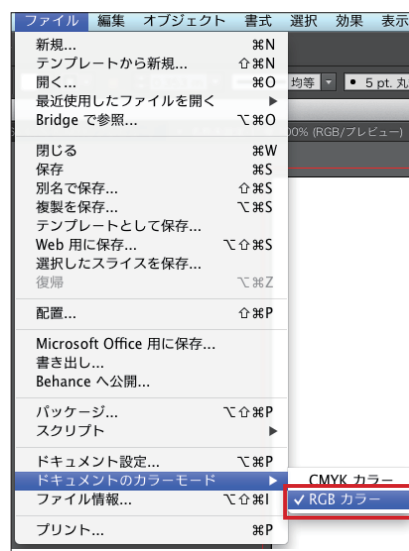 ファイル 編集 オブジェクト 書式 選択 効果 表示
新規... ⌘N
テンプレートから新規... ⇧⌘N
開く... ⌘O
均等 • 5 pt. 丸
最近使用したファイルを開く ▶
Bridge で参照... ⌥⌘O
00% (RGB/プレビュー)
閉じる ⌘W
保存 ⌘S
別名で保存... ⇧⌘S
複製を保存... ⌥⌘S
テンプレートとして保存...
Web 用に保存... ⌥⇧⌘S
選択したスライスを保存...
復帰 ⌥⌘Z
配置... ⇧⌘P
Microsoft Office 用に保存...
書き出し...
Behance へ公開...
パッケージ... ⌥⇧⌘P
スクリプト ▶
ドキュメント設定... ⌥⌘P
ドキュメントのカラーモード ▶
CMYK カラー
ファイル情報... ⌥⇧⌘I
✓ RGB カラー
プリント... ⌘P